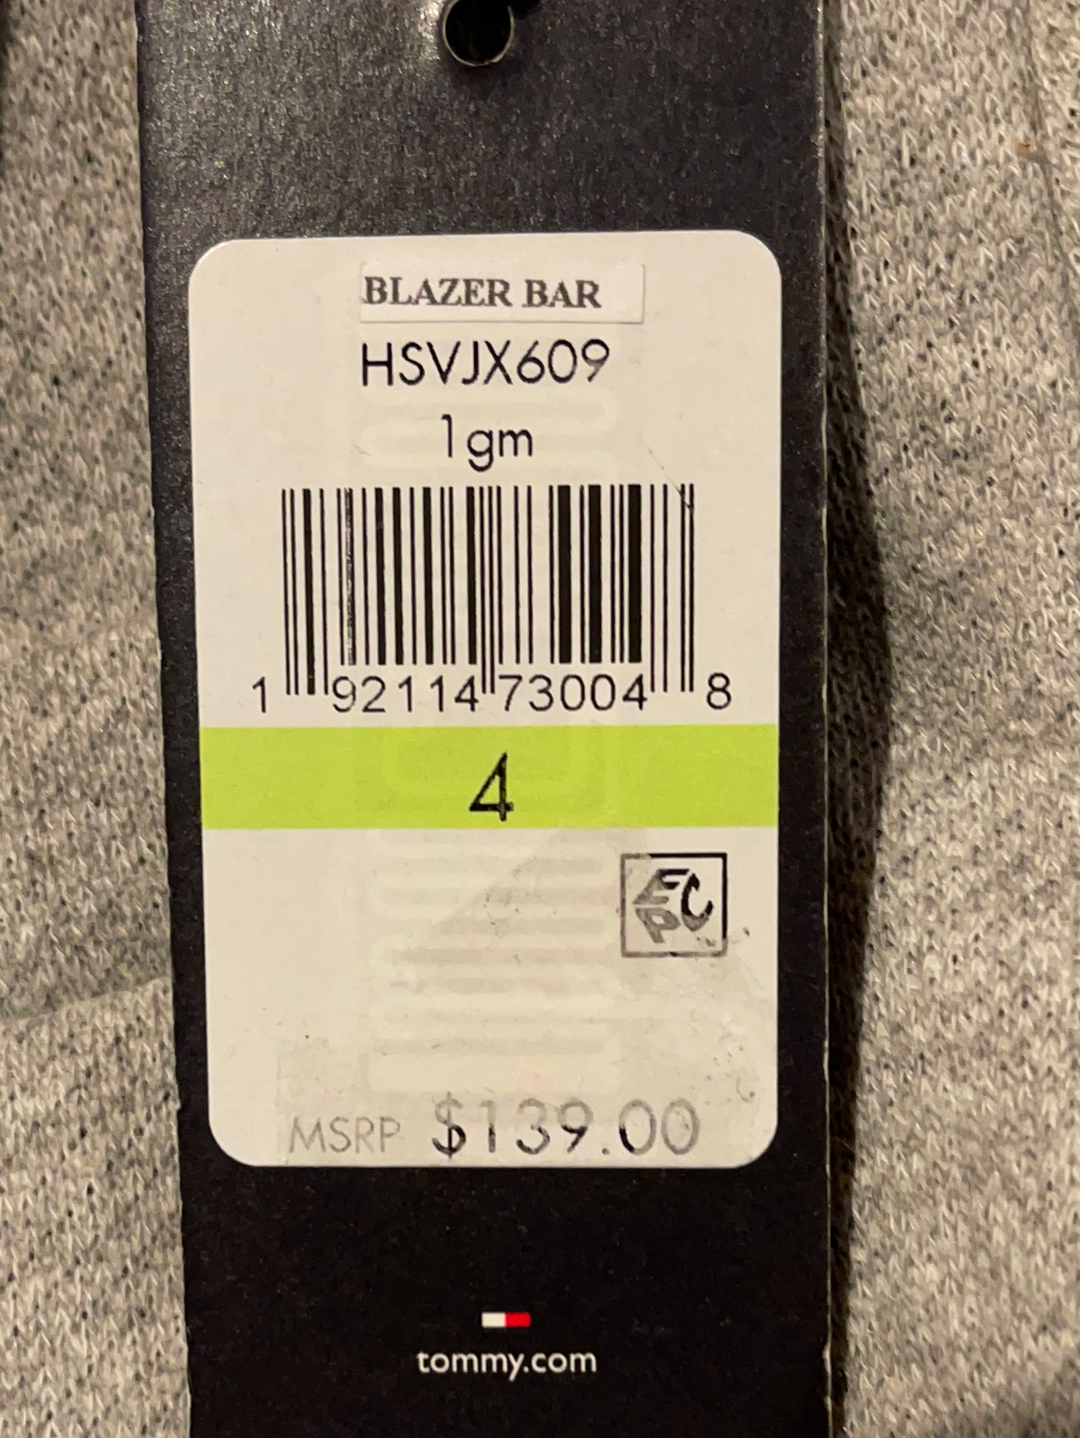 BLAZER BAR
HSVJX609
1gm
1 92114 73004 8
4
EPC
MSRP $139.00
tommy.com